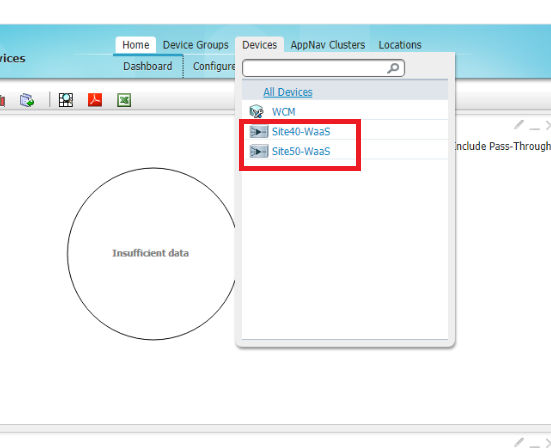 Home Device Groups Devices AppNav Clusters Locations
vices
Dashboard Configure
All Devices
WCM
Site40-WaaS
nclude Pass-Through
Site50-WaaS
Insufficient data